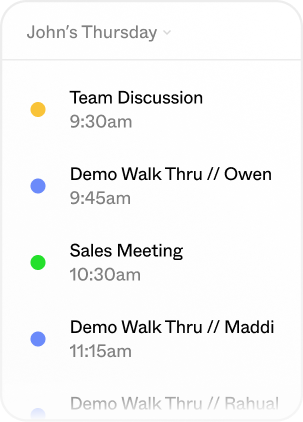 John's Thursday
Team Discussion
9:30am
Demo Walk Thru // Owen
9:45am
Sales Meeting
10:30am
Demo Walk Thru // Maddi
11:15am
Demo Walk Thru // Rahual